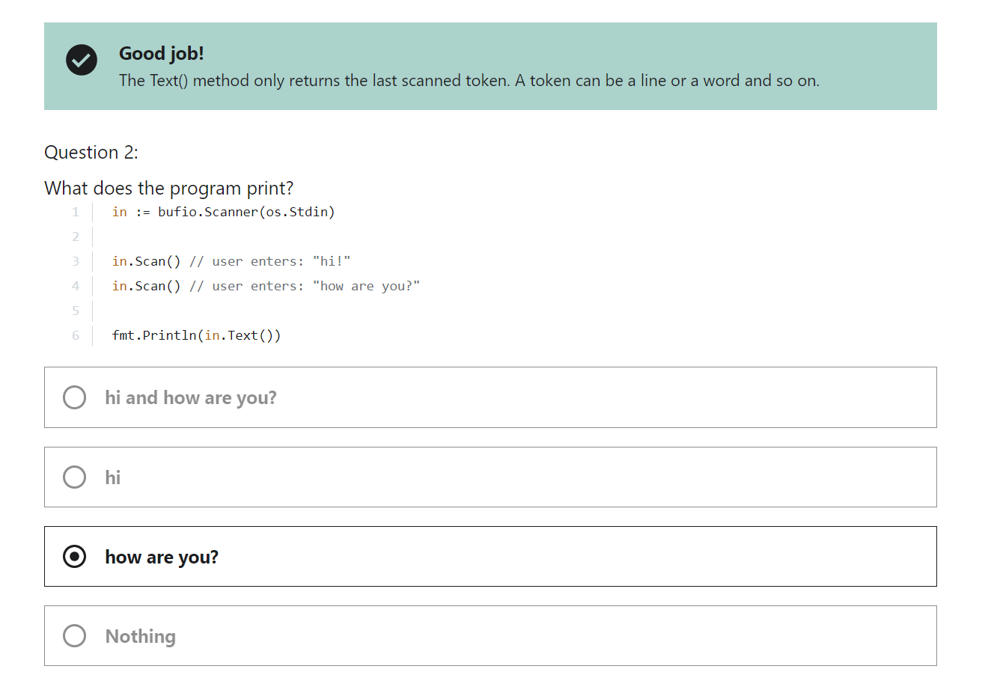 Good job!
The Text() method only returns the last scanned token. A token can be a line or a word and so on.
Question 2:
What does the program print?
1 in := bufio.Scanner(os.Stdin)
2
3 in.Scan() // user enters: "hi!"
4 in.Scan() // user enters: "how are you?"
5
6 fmt.Println(in.Text())
hi and how are you?
hi
how are you?
Nothing